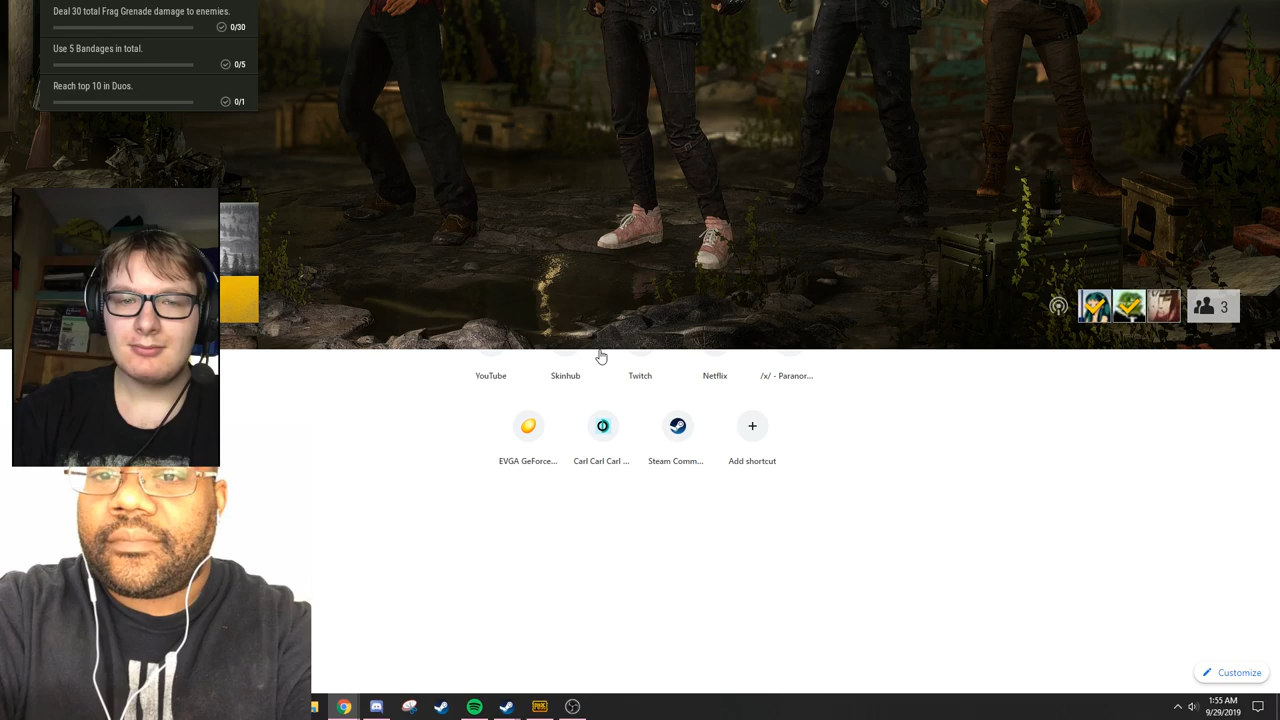 Deal 30 total Frag Grenade damage to enemies.
0/30
Use 5 Bandages in total.
0/5
Reach top 10 in Duos.
0/1
3
YouTube
Skinhub
Twitch
Netflix
/x/ - Paranor...
EVGA GeForce...
Carl Carl Carl ...
Steam Comm...
Add shortcut
Customize
1:55 AM
9/29/2019